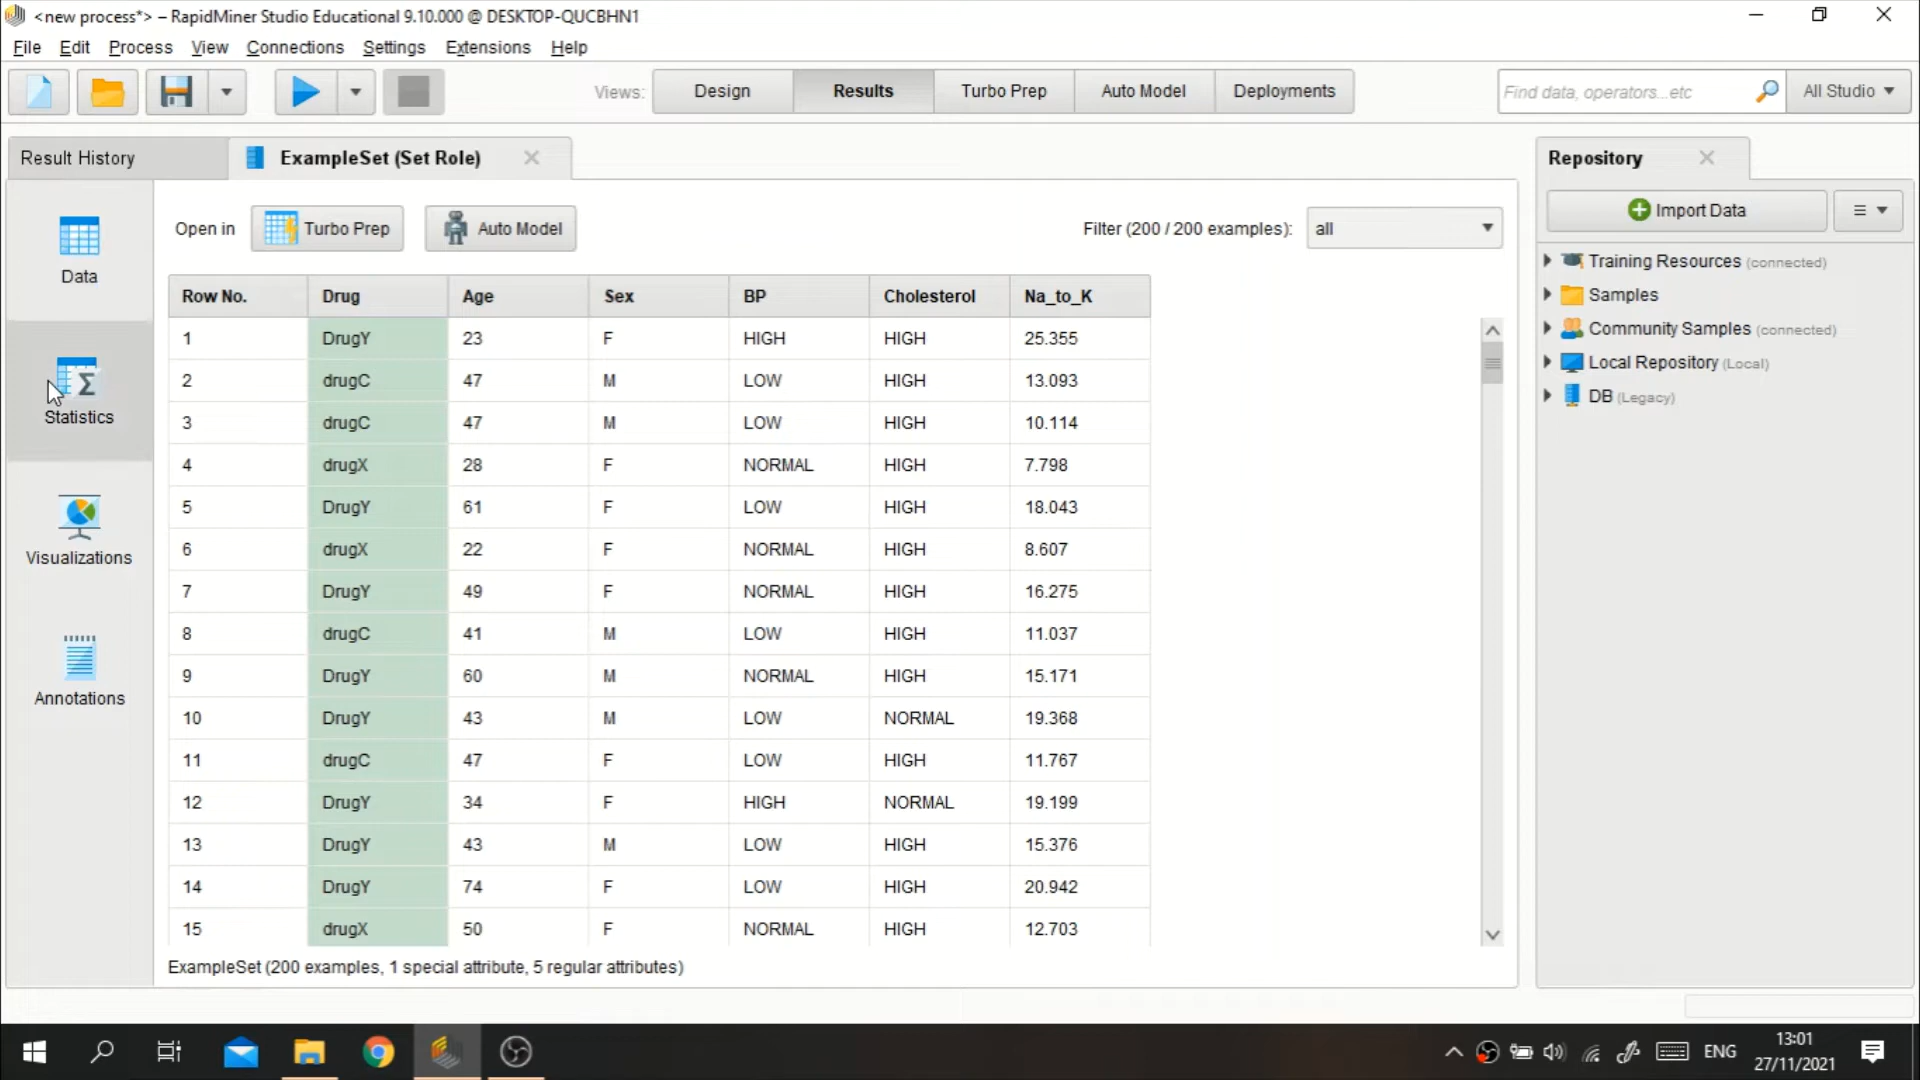 <new process*> – RapidMiner Studio Educational 9.10.000 @ DESKTOP-QUCBHN1
File Edit Process View Connections Settings Extensions Help
Views: Design Results Turbo Prep Auto Model Deployments Find data, operators...etc All Studio
Result History ExampleSet (Set Role) Repository
Open in Turbo Prep Auto Model Filter (200 / 200 examples): all Import Data
Data
Statistics
Visualizations
Annotations
Row No. Drug Age Sex BP Cholesterol Na_to_K
1 DrugY 23 F HIGH HIGH 25.355
2 drugC 47 M LOW HIGH 13.093
3 drugC 47 M LOW HIGH 10.114
4 drugX 28 F NORMAL HIGH 7.798
5 DrugY 61 F LOW HIGH 18.043
6 drugX 22 F NORMAL HIGH 8.607
7 DrugY 49 F NORMAL HIGH 16.275
8 drugC 41 M LOW HIGH 11.037
9 DrugY 60 M NORMAL HIGH 15.171
10 DrugY 43 M LOW NORMAL 19.368
11 drugC 47 F LOW HIGH 11.767
12 DrugY 34 F HIGH NORMAL 19.199
13 DrugY 43 M LOW HIGH 15.376
14 DrugY 74 F LOW HIGH 20.942
15 drugX 50 F NORMAL HIGH 12.703
ExampleSet (200 examples, 1 special attribute, 5 regular attributes)
Training Resources (connected)
Samples
Community Samples (connected)
Local Repository (Local)
DB (Legacy)
ENG
13:01
27/11/2021